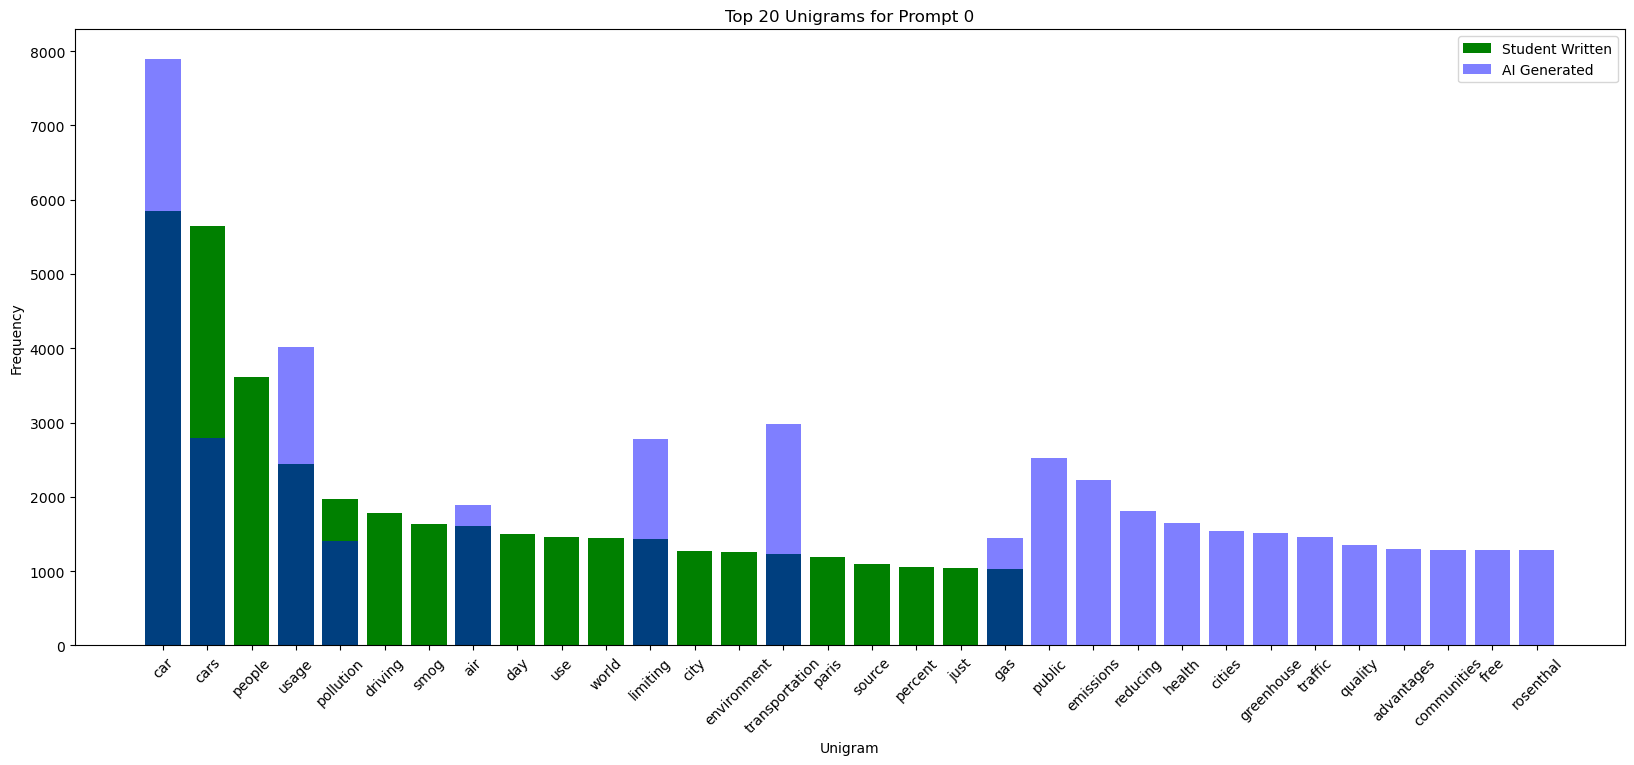 Top 20 Unigrams for Prompt 0
Student Written
AI Generated
8000
7000
6000
5000
4000
3000
2000
1000
0
Frequency
car
cars
people
usage
pollution
driving
smog
air
day
use
world
limiting
city
environment
transportation
paris
source
percent
just
gas
public
emissions
reducing
health
cities
greenhouse
traffic
quality
advantages
communities
free
rosenthal
Unigram